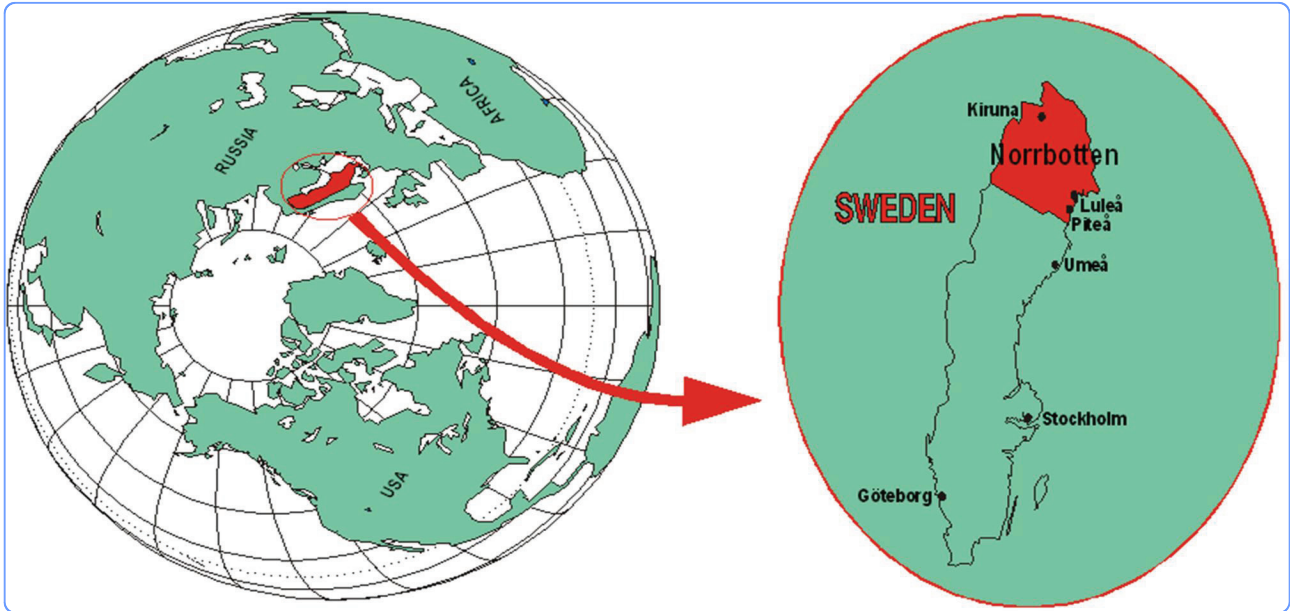 RUSSIA
AFRICA
USA
Kiruna
Norrbotten
SWEDEN
Luleå
Piteå
Umeå
Stockholm
Göteborg